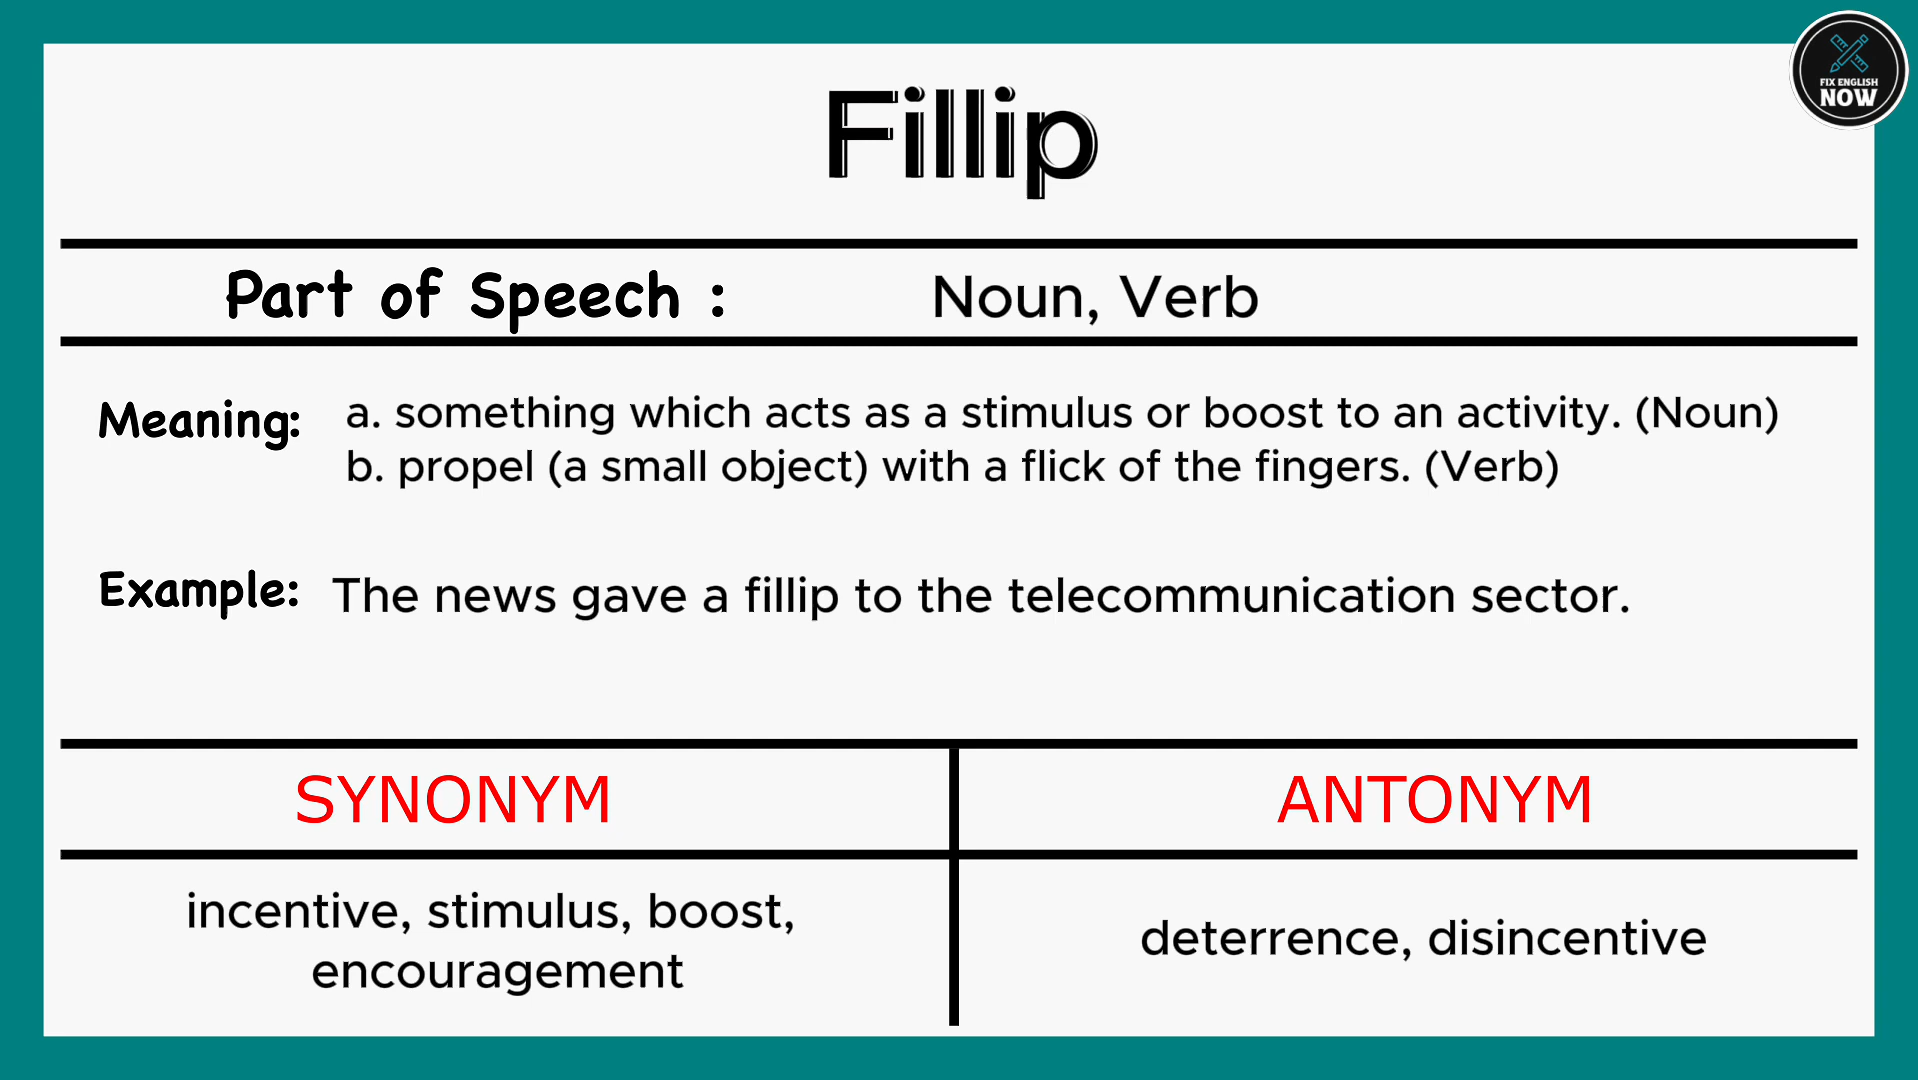 FIX ENGLISH
NOW
Fillip
Part of Speech : Noun, Verb
Meaning: a. something which acts as a stimulus or boost to an activity. (Noun)
b. propel (a small object) with a flick of the fingers. (Verb)
Example: The news gave a fillip to the telecommunication sector.
SYNONYM
ANTONYM
incentive, stimulus, boost,
encouragement
deterrence, disincentive